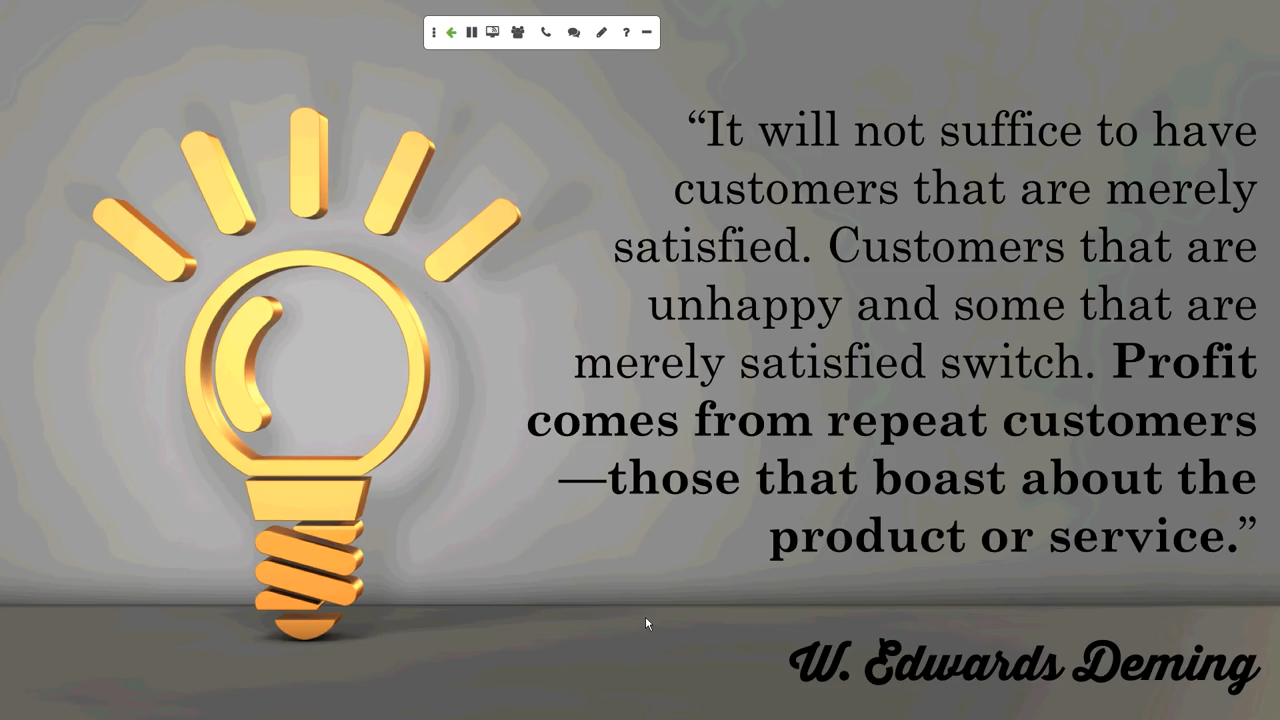 “It will not suffice to have
customers that are merely
satisfied. Customers that are
unhappy and some that are
merely satisfied switch. Profit
comes from repeat customers
—those that boast about the
product or service.”
W. Edwards Deming